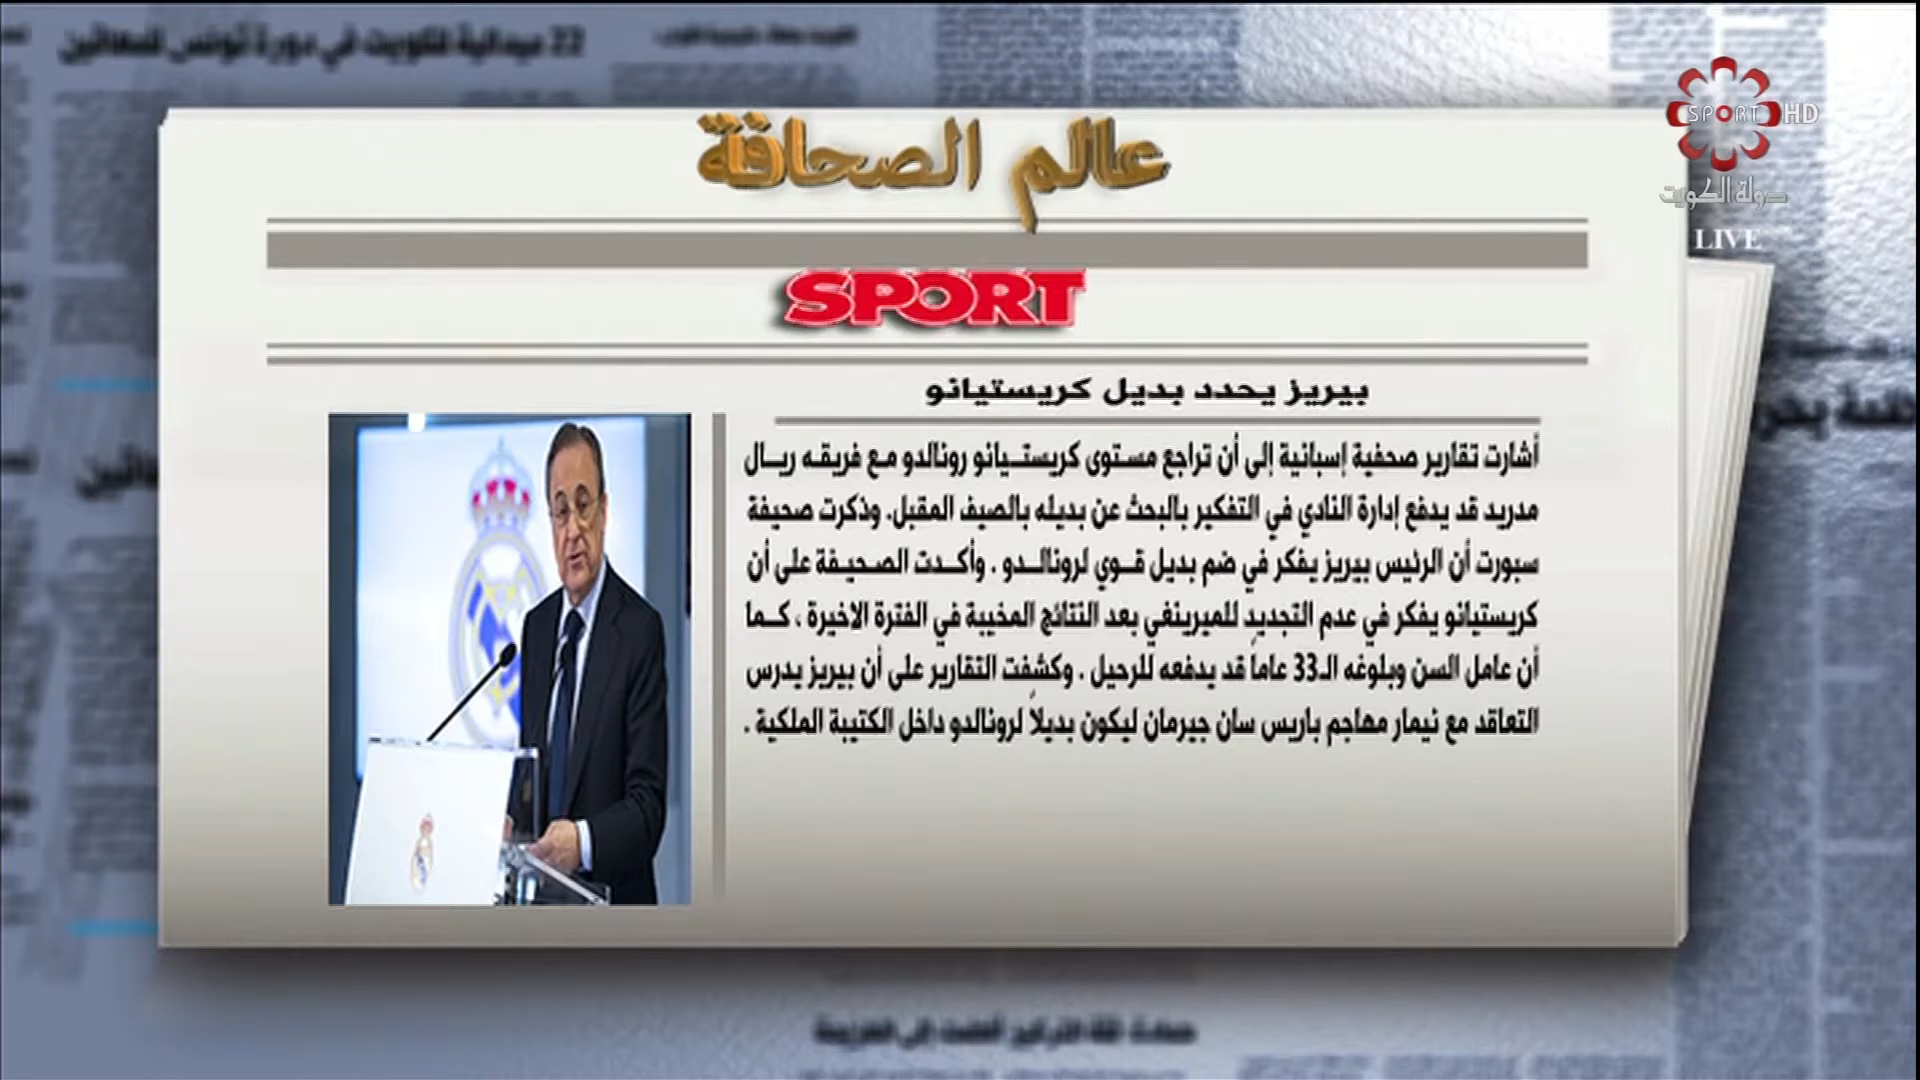 22 ميدالية للكويت في دورة تونس للمعاقين
عالم الصحافة
SPORT HD
دولة الكويت
LIVE
SPORT
بيريز يحدد بديل كريستيانو
أشارت تقارير صحفية إسبانية إلى أن تراجع مستوى كريستيانو رونالدو مع فريقه ريال
مدريد قد يدفع إدارة النادي في التفكير بالبحث عن بديله بالصيف المقبل. وذكرت صحيفة
سبورت أن الرئيس بيريز يفكر في ضم بديل قوي لرونالدو . وأكدت الصحيفة على أن
كريستيانو يفكر في عدم التجديد للميرينغي بعد النتائج المخيبة في الفترة الاخيرة ، كما
أن عامل السن وبلوغه الـ33 عاماً قد يدفعه للرحيل . وكشفت التقارير على أن بيريز يدرس
التعاقد مع نيمار مهاجم باريس سان جيرمان ليكون بديلاً لرونالدو داخل الكتيبة الملكية .